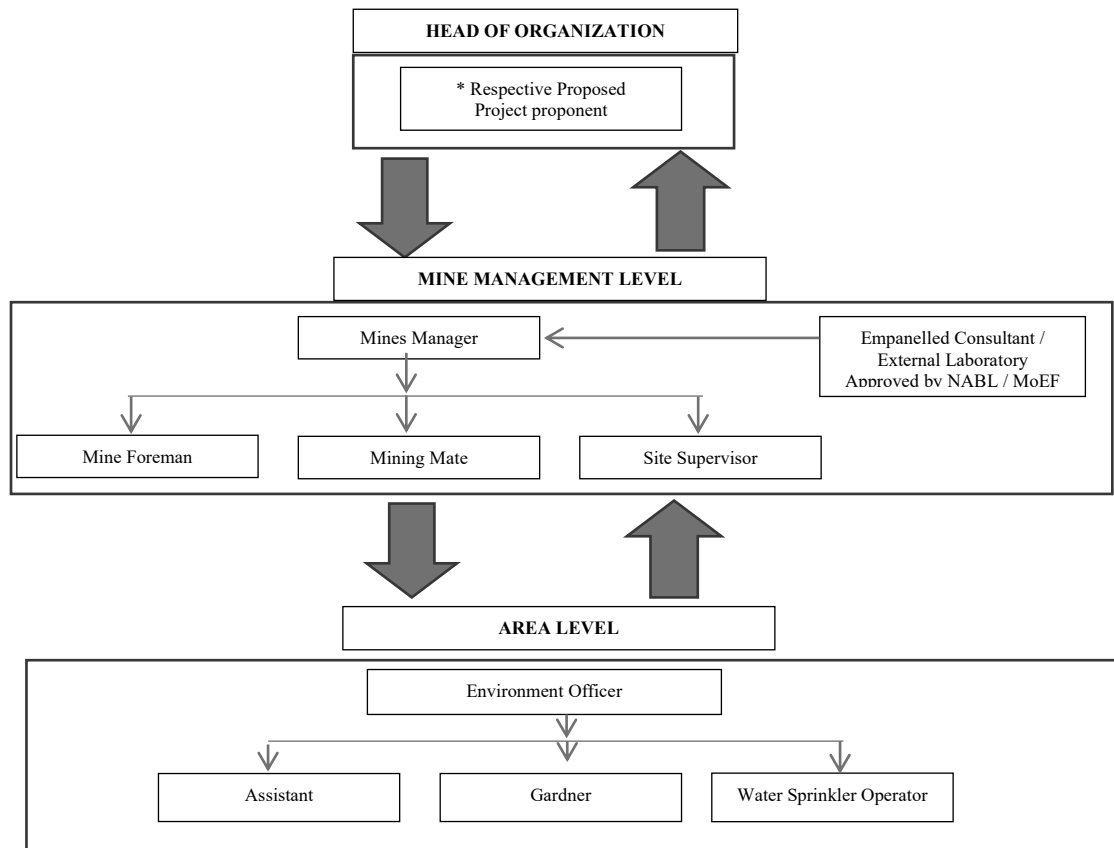 HEAD OF ORGANIZATION
* Respective Proposed
Project proponent
MINE MANAGEMENT LEVEL
Mines Manager
Empanelled Consultant /
External Laboratory
Approved by NABL / MoEF
Mine Foreman
Mining Mate
Site Supervisor
AREA LEVEL
Environment Officer
Assistant
Gardner
Water Sprinkler Operator